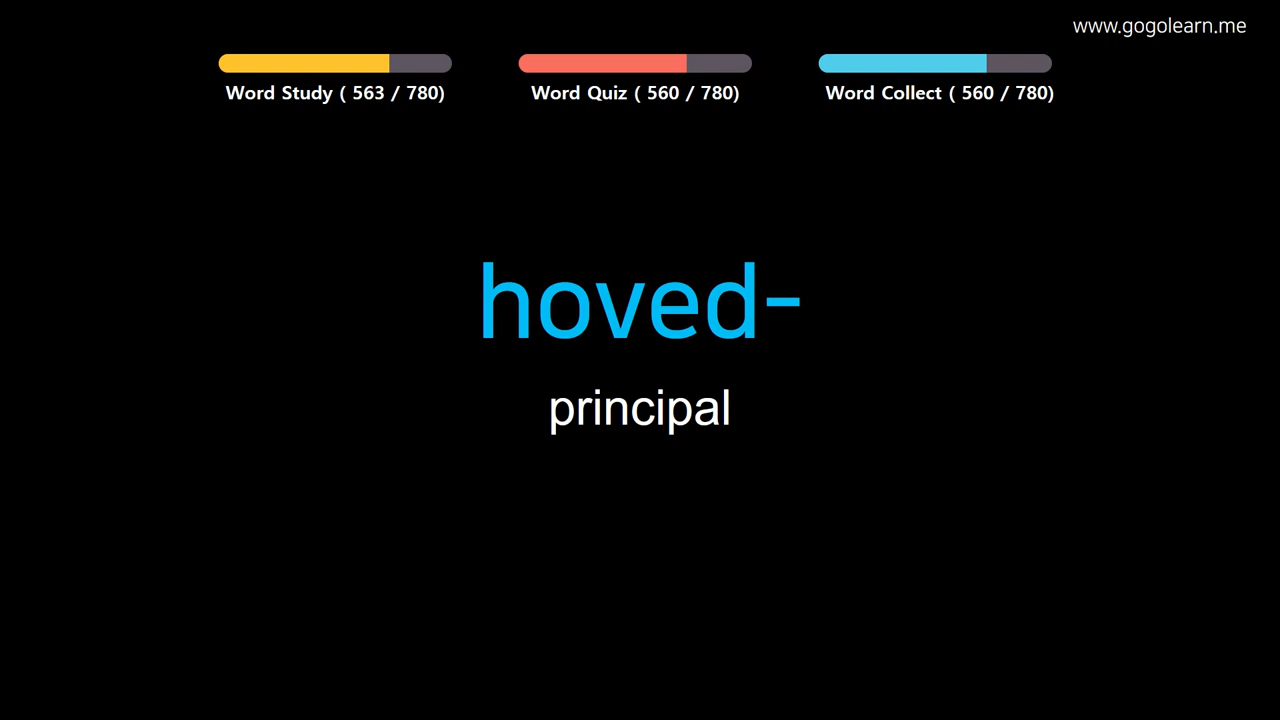 www.gogolearn.me
Word Study ( 563 / 780)
Word Quiz ( 560 / 780)
Word Collect ( 560 / 780)
hoved-
principal